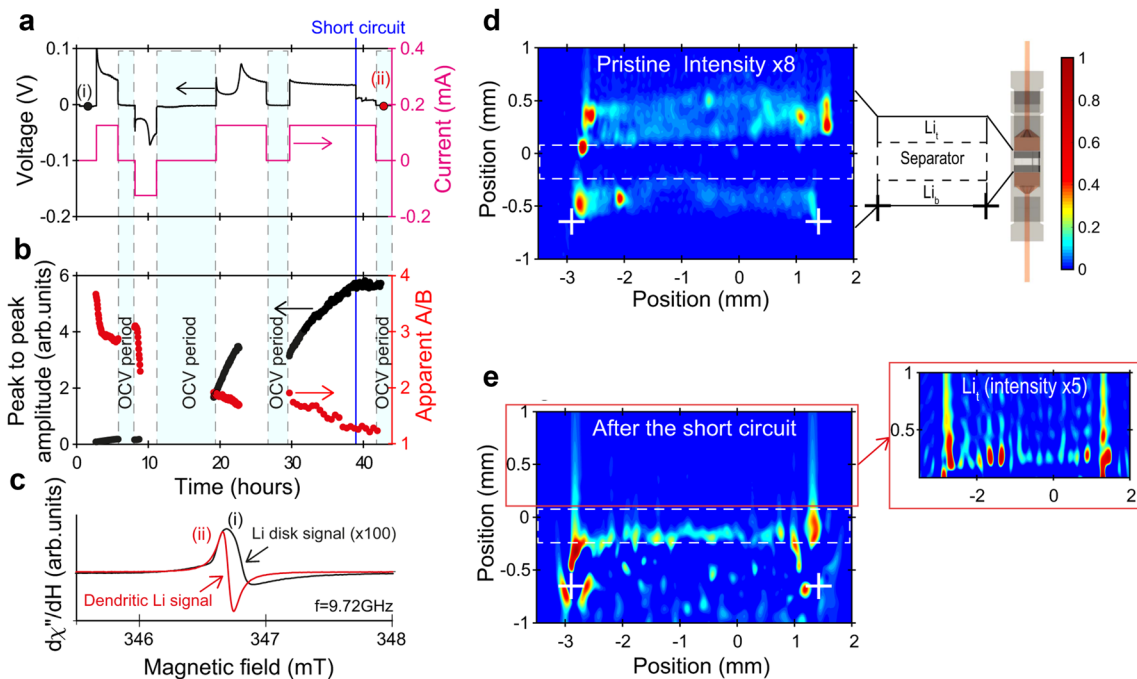 a
Short circuit
0.1
0
-0.1
-0.2
Voltage (V)
(i)
(ii)
0.4
0.2
0
-0.2
Current (mA)
b
6
4
2
0
Peak to peak
amplitude (arb.units)
OCV period
OCV period
OCV period
OCV period
4
3
2
1
Apparent A/B
0
10
20
30
40
Time (hours)
c
dχ"/dH (arb.units)
(ii)
(i)
Li disk signal (x100)
Dendritic Li signal
f=9.72GHz
346
347
348
Magnetic field (mT)
d
Pristine Intensity x8
1
0.5
0
-0.5
-1
Position (mm)
-3
-2
-1
0
1
2
Position (mm)
Liₜ
Separator
Li_b
1
0.8
0.6
0.4
0.2
0
e
After the short circuit
1
0.5
0
-0.5
-1
Position (mm)
-3
-2
-1
0
1
2
Position (mm)
Liₜ (intensity x5)
0.5
-2
0
2